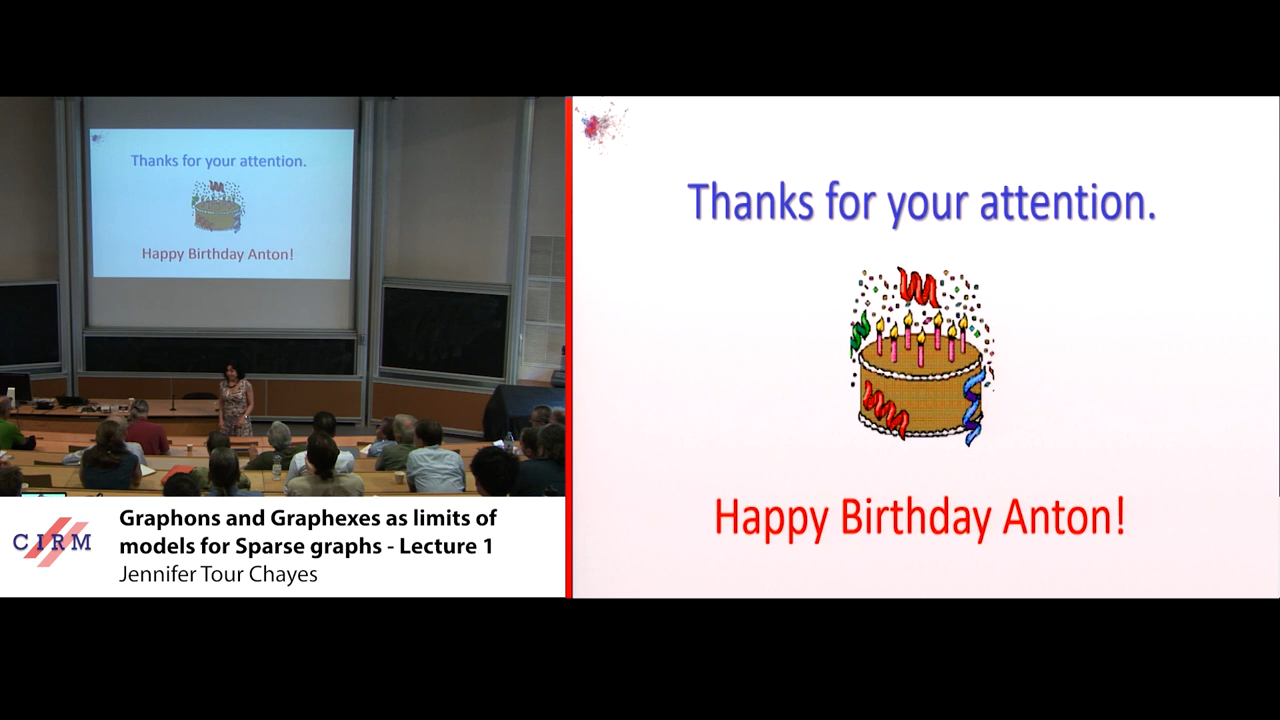 Thanks for your attention.
Happy Birthday Anton!
CIRM
Graphons and Graphexes as limits of
models for Sparse graphs - Lecture 1
Jennifer Tour Chayes
Thanks for your attention.
Happy Birthday Anton!